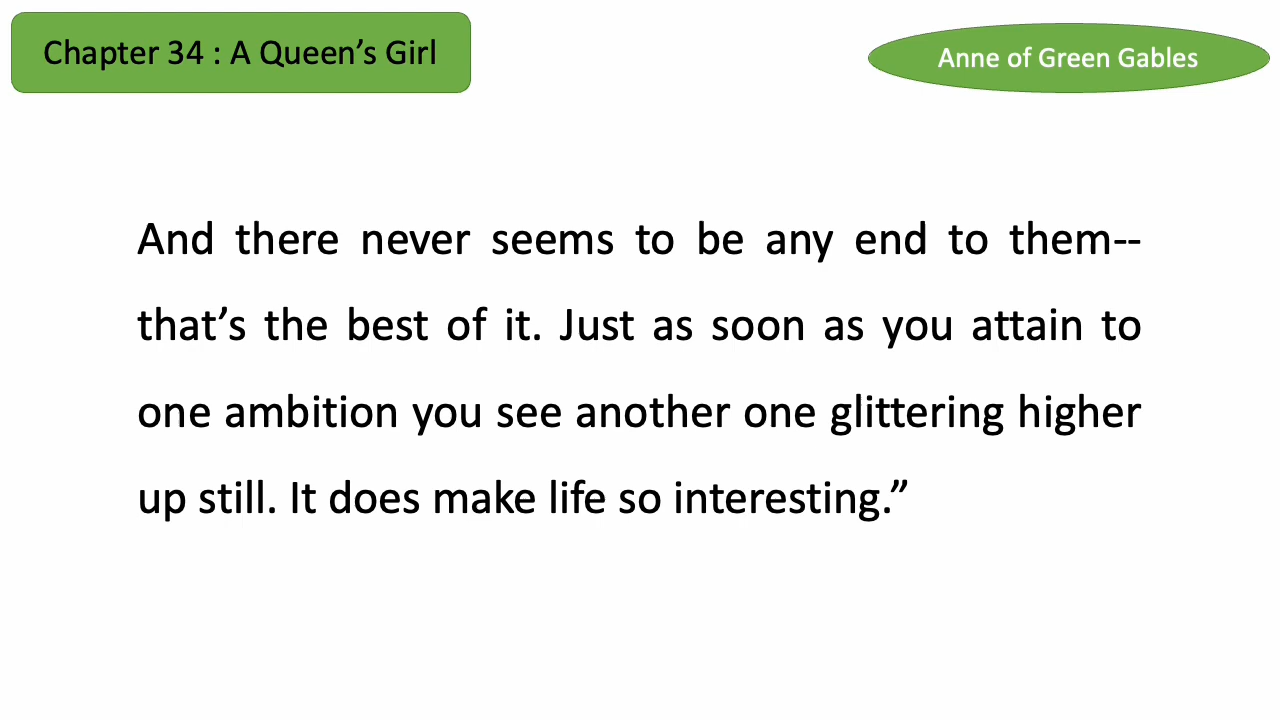 Chapter 34 : A Queen’s Girl
Anne of Green Gables
And there never seems to be any end to them--
that’s the best of it. Just as soon as you attain to
one ambition you see another one glittering higher
up still. It does make life so interesting.”